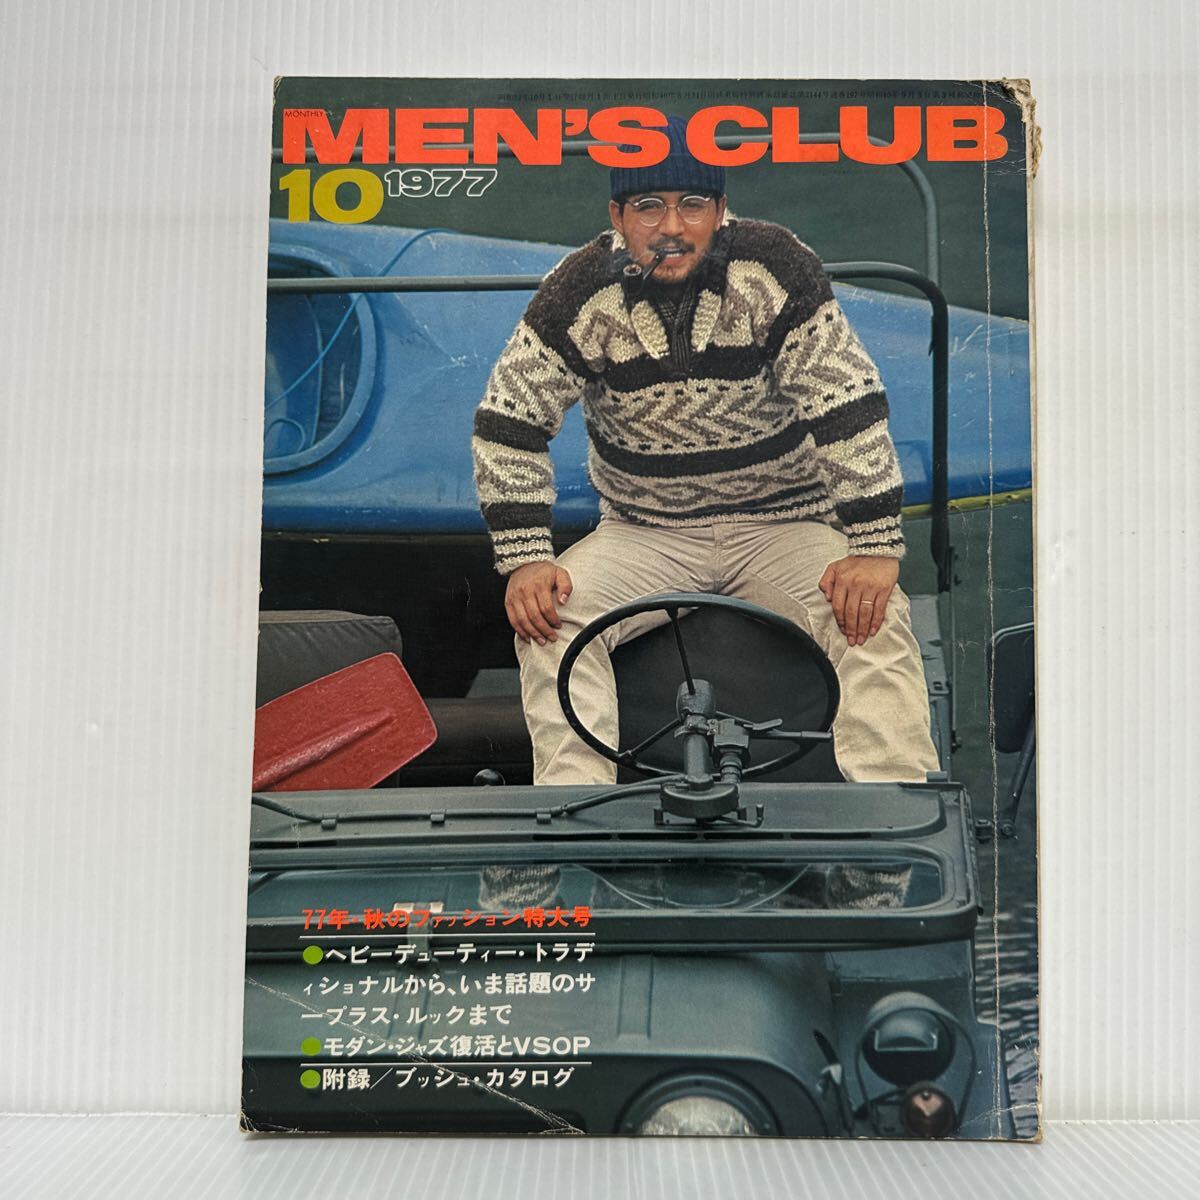 MONTHLY
MEN'S CLUB
10 1977
77年・秋のファッション特大号
●ヘビーデューティー・トラデ
ィショナルから、いま話題のサ
ープラス・ルックまで
●モダン・ジャズ復活とVSOP
●附録／ブッシュ・カタログ